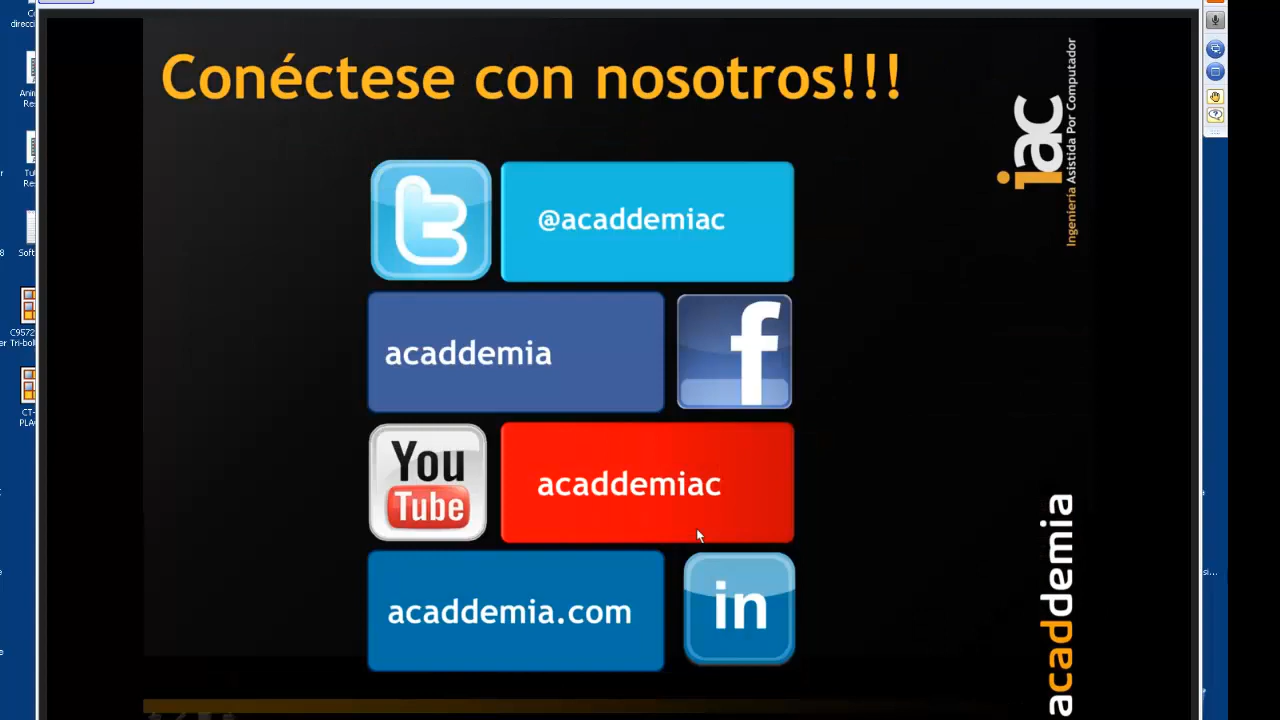 Conéctese con nosotros!!!
iac
Ingeniería Asistida Por Computador
@acaddemiac
acaddemia
f
You
Tube
acaddemiac
acaddemia.com
in
acaddemia